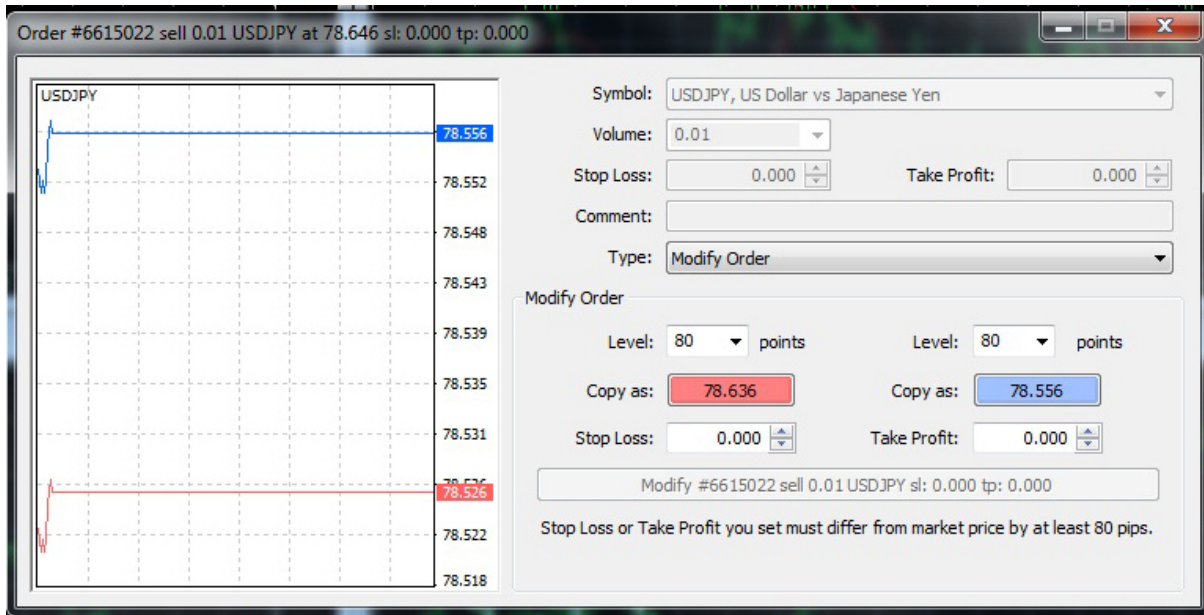 Order #6615022 sell 0.01 USDJPY at 78.646 sl: 0.000 tp: 0.000
USDJPY
78.556
78.552
78.548
78.543
78.539
78.535
78.531
78.526
78.526
78.522
78.518
Symbol: USDJPY, US Dollar vs Japanese Yen
Volume: 0.01
Stop Loss: 0.000 Take Profit: 0.000
Comment:
Type: Modify Order
Modify Order
Level: 80 points Level: 80 points
Copy as: 78.636 Copy as: 78.556
Stop Loss: 0.000 Take Profit: 0.000
Modify #6615022 sell 0.01 USDJPY sl: 0.000 tp: 0.000
Stop Loss or Take Profit you set must differ from market price by at least 80 pips.